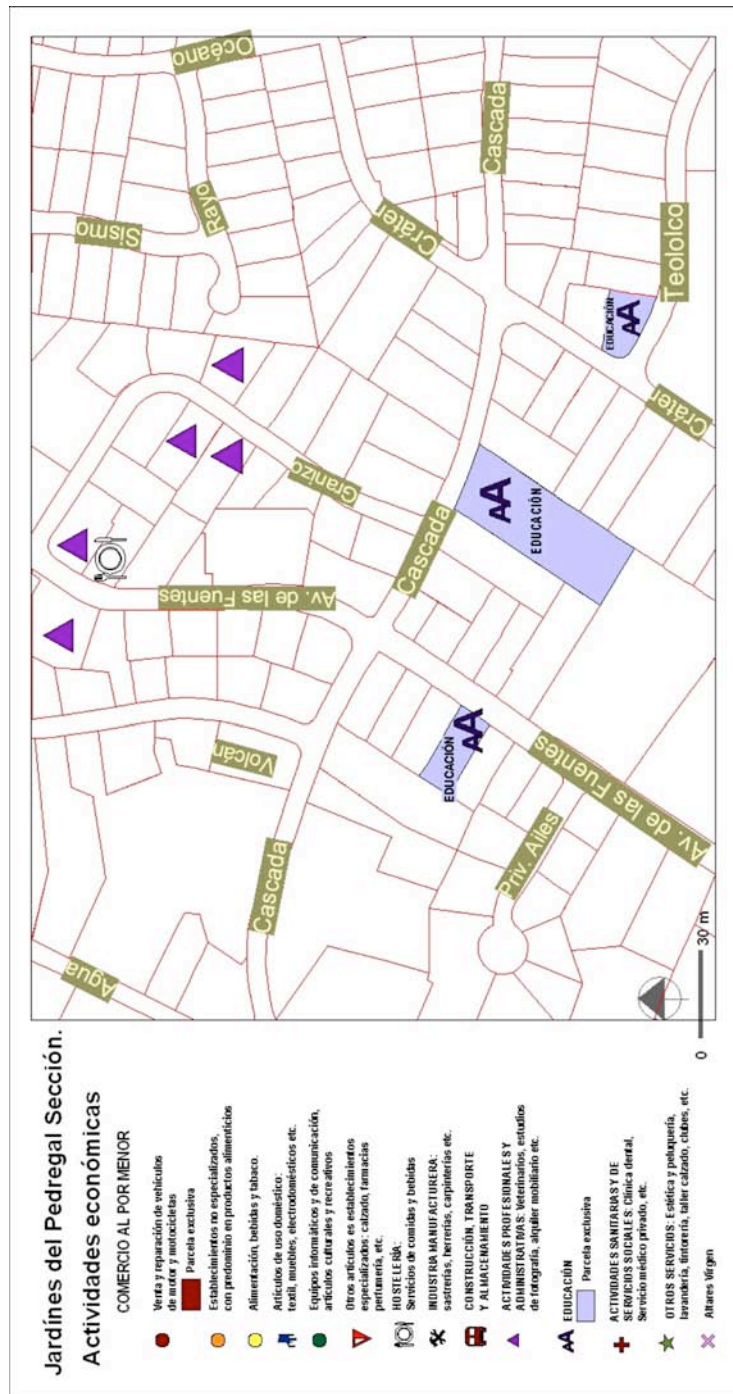 Jardínes del Pedregal Sección.
Actividades económicas
COMERCIO AL POR MENOR
Venta y reparación de vehículos
de motor y motocicletas
Parcela exclusiva
Establecimientos no especializados,
con predominio en productos alimenticios
Alimentación, bebidas y tabaco.
Artículos de uso doméstico:
textil, muebles, electrodomésticos etc.
Equipos informáticos y de comunicación,
artículos culturales y recreativos
Otros artículos es establecimientos
especializados: calzado, farmacias
perfumería, etc.
HOSTELERÍA:
Servicios de comidas y bebidas
INDUSTRIA MANUFACTURERA:
sastrerías, herrerías, carpinterías etc.
CONSTRUCCIÓN, TRANSPORTE
Y ALMACENAMIENTO
ACTIVIDADES PROFESIONALES Y
ADMINISTRATIVAS: Veterinarios, estudios
de fotografía, alquiler mobiliario etc.
AA EDUCACIÓN
Parcela exclusiva
ACTIVIDADES SANITARIAS Y DE
SERVICIOS SOCIALES: Clínica dental,
Servicio médico privado, etc.
OTROS SERVICIOS: Estética y peluquería,
lavandería, tintorería, taller calzado, clubes, etc.
Altares Virgen
Agua
Cascada
Volcán
Av. de las Fuentes
Granizo
Sismo
Rayo
Océano
Cráter
Cascada
Cascada
EDUCACIÓN
AA
AA
EDUCACIÓN
EDUCACIÓN
AA
Priv. Ailes
Av. de las Fuentes
Cráter
Teololco
0 30 m